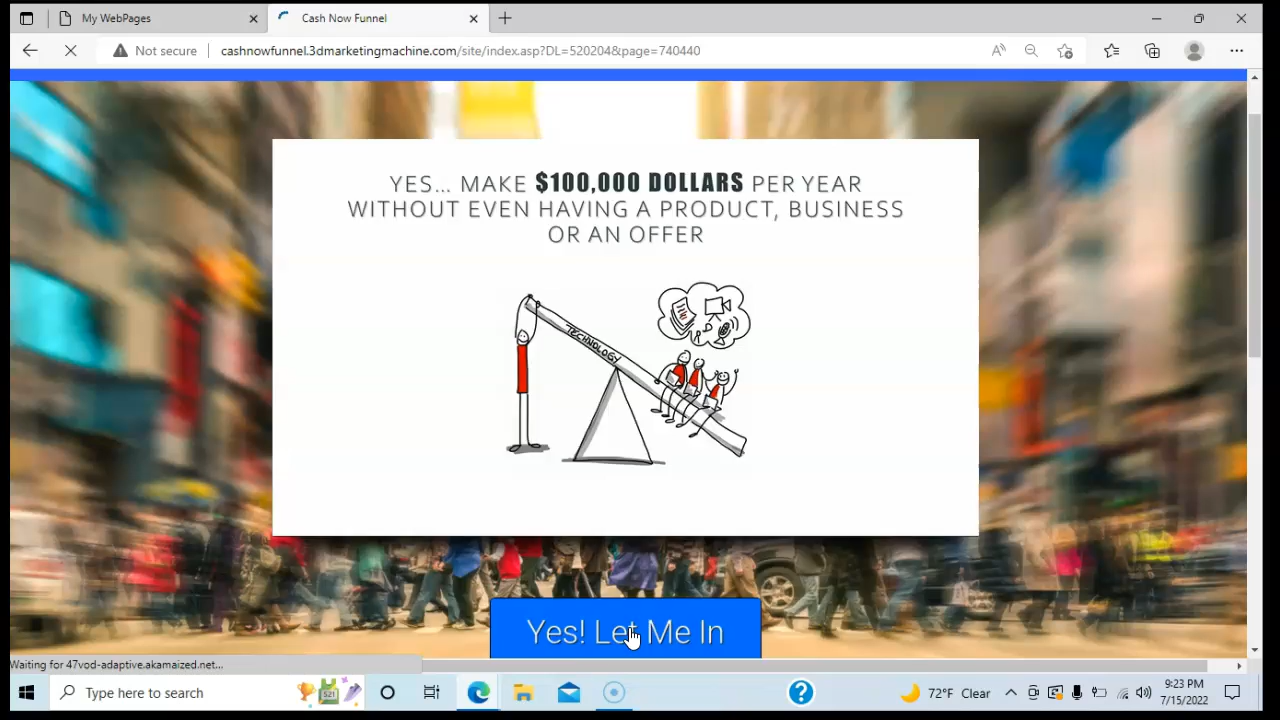 My WebPages
Cash Now Funnel
Not secure
cashnowfunnel.3dmarketingmachine.com/site/index.asp?DL=520204&page=740440
YES... MAKE $100,000 DOLLARS PER YEAR
WITHOUT EVEN HAVING A PRODUCT, BUSINESS
OR AN OFFER
TECHNOLOGY
Yes! Let Me In
Waiting for 47vod-adaptive.akamaized.net...
Type here to search
72°F Clear
9:23 PM
7/15/2022